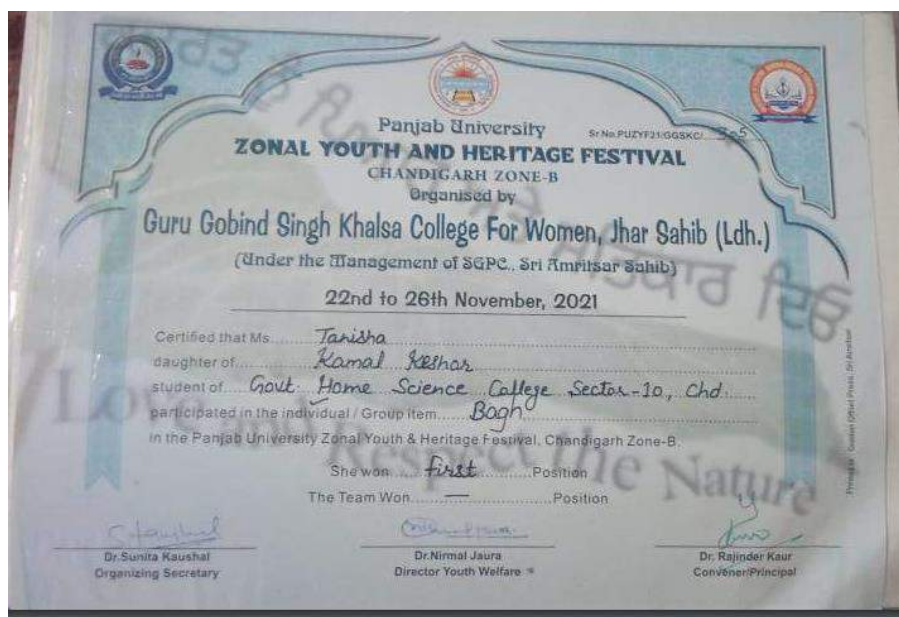 Panjab University
Sr No.PUZYF21/GGSKC/ 305
ZONAL YOUTH AND HERITAGE FESTIVAL
CHANDIGARH ZONE-B
Organised by
Guru Gobind Singh Khalsa College For Women, Jhar Sahib (Ldh.)
(Under the Management of SGPC., Sri Amritsar Sahib)
22nd to 26th November, 2021
Certified that Ms. Tanisha
daughter of Kamal Keshor
student of Govt. Home Science College Sector-10, Chd.
participated in the individual / Group item Bagh
in the Panjab University Zonal Youth & Heritage Festival, Chandigarh Zone-B.
She won first Position
The Team Won — Position
Love and Respect the Nature
Dr.Sunita Kaushal
Organizing Secretary
Dr.Nirmal Jaura
Director Youth Welfare
Dr. Rajinder Kaur
Convener/Principal